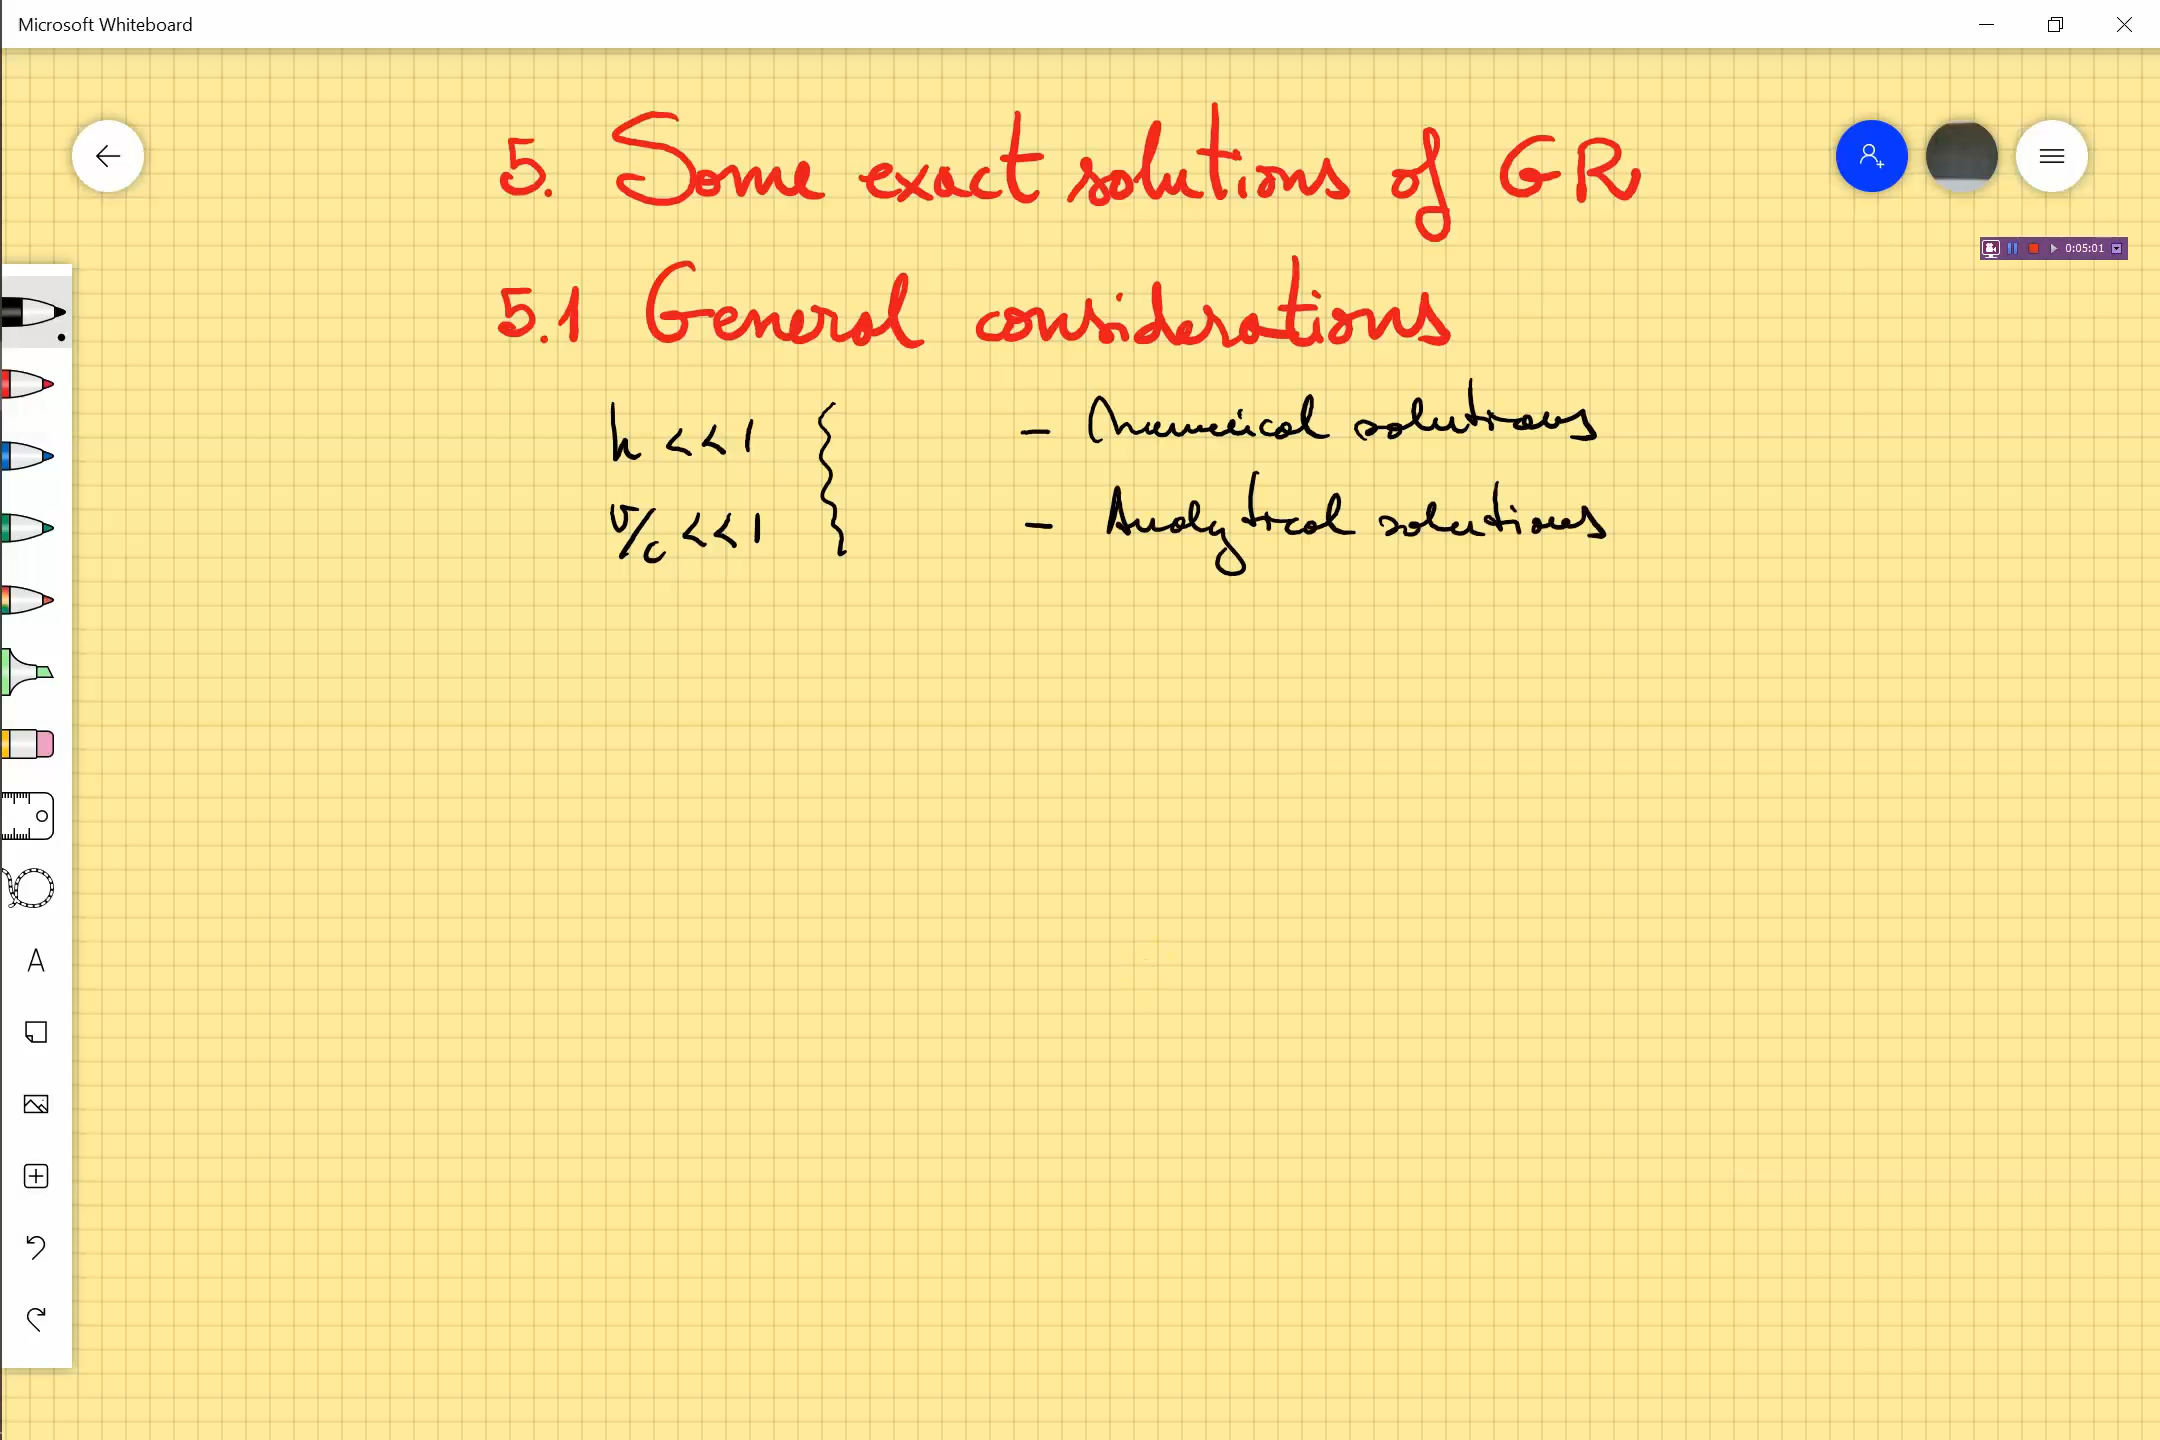 Microsoft Whiteboard
5. Some exact solutions of GR
0:05:01
5.1 General considerations
h <<1
- Numerical solutions
v/c <<1
- Analytical solutions
A